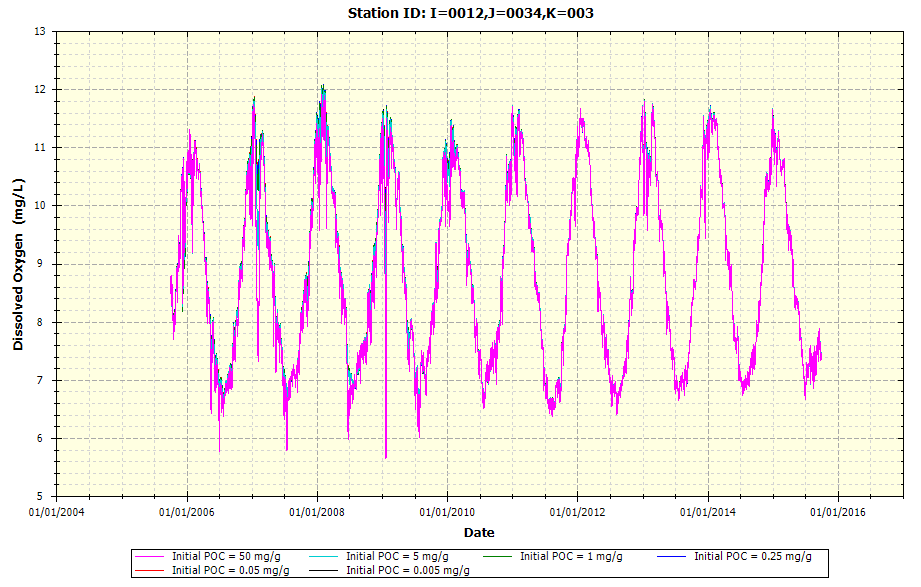 Station ID: I=0012,J=0034,K=003
13
12
11
10
9
8
7
6
5
Dissolved Oxygen (mg/L)
01/01/2004 01/01/2006 01/01/2008 01/01/2010 01/01/2012 01/01/2014 01/01/2016
Date
Initial POC = 50 mg/g Initial POC = 5 mg/g Initial POC = 1 mg/g Initial POC = 0.25 mg/g
Initial POC = 0.05 mg/g Initial POC = 0.005 mg/g